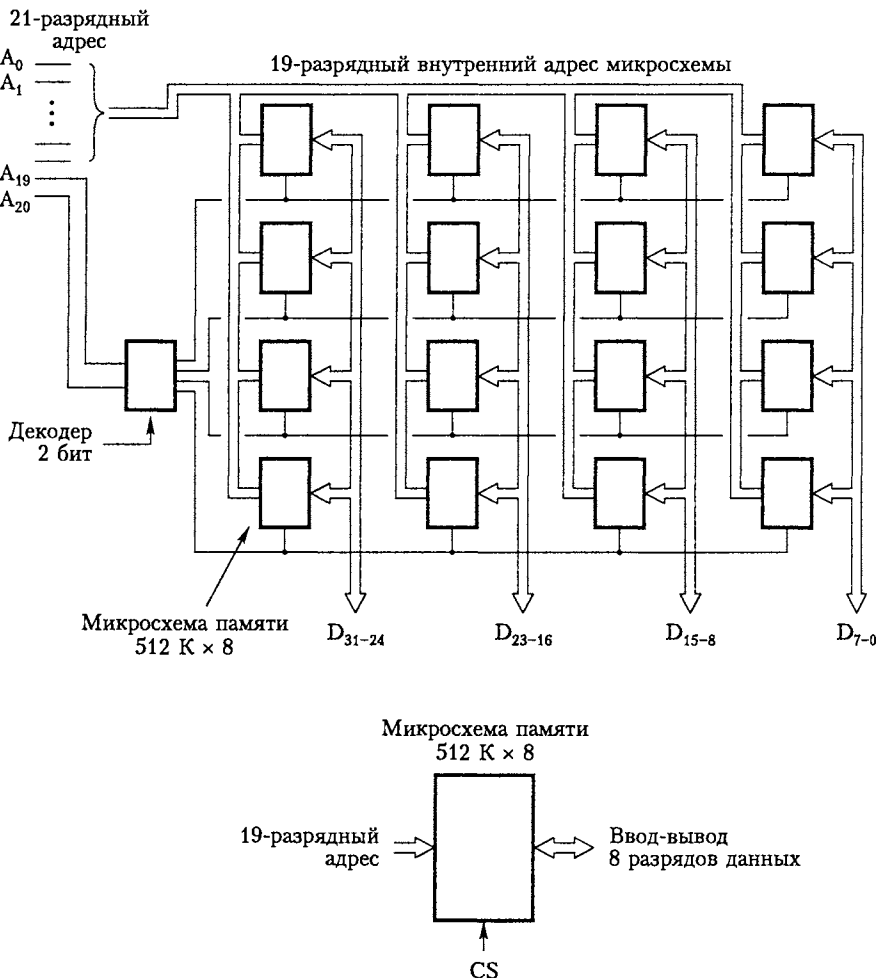 21-разрядный
адрес
A₀
19-разрядный внутренний адрес микросхемы
A₁
A₁₉
A₂₀
Декодер
2 бит
Микросхема памяти
512 К × 8
D₃₁₋₂₄
D₂₃₋₁₆
D₁₅₋₈
D₇₋₀
Микросхема памяти
512 К × 8
19-разрядный
адрес
Ввод-вывод
8 разрядов данных
CS